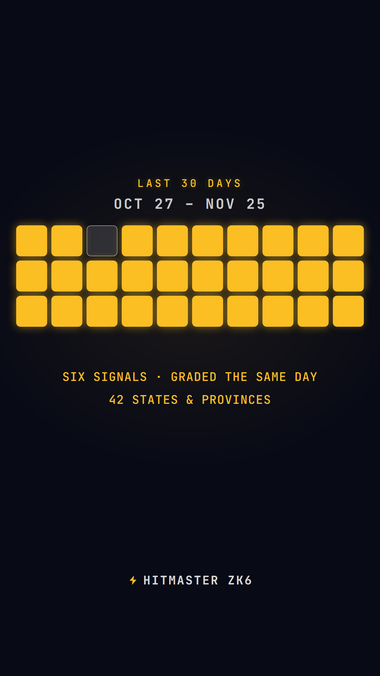 LAST 30 DAYS
OCT 27 – NOV 25
SIX SIGNALS · GRADED THE SAME DAY
42 STATES & PROVINCES
HITMASTER ZK6